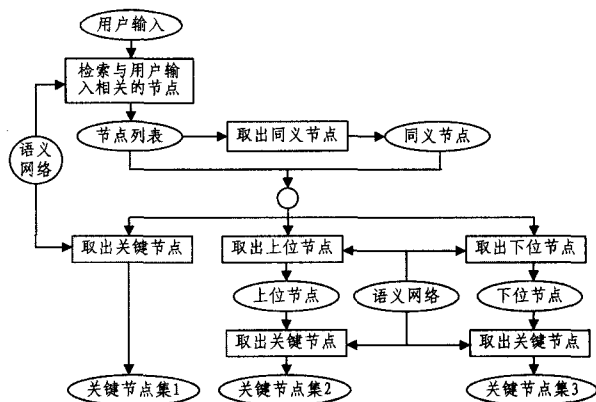 用户输入
检索与用户输
入相关的节点
语义
网络
节点列表
取出同义节点
同义节点
取出关键节点
取出上位节点
取出下位节点
上位节点
语义网络
下位节点
取出关键节点
取出关键节点
关键节点集1
关键节点集2
关键节点集3